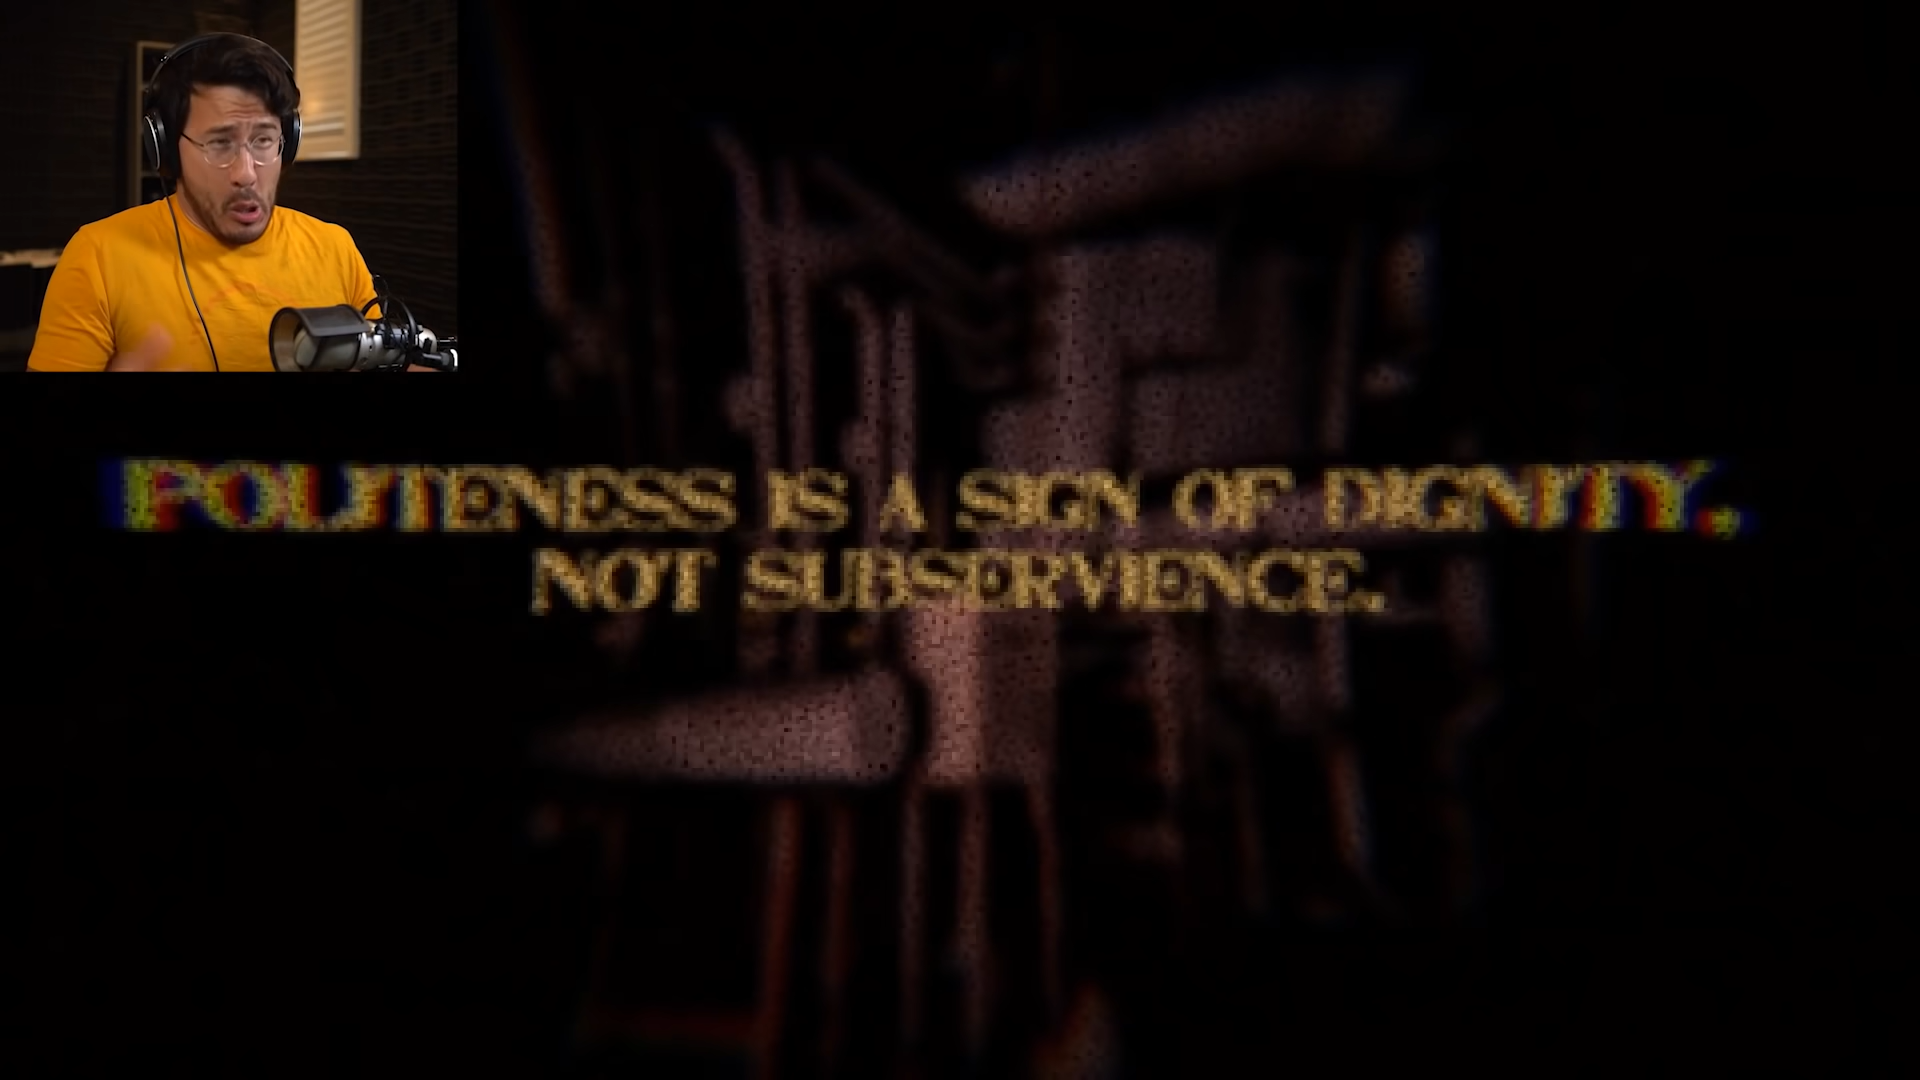 POLITENESS IS A SIGN OF DIGNITY,
NOT SUBSERVIENCE.